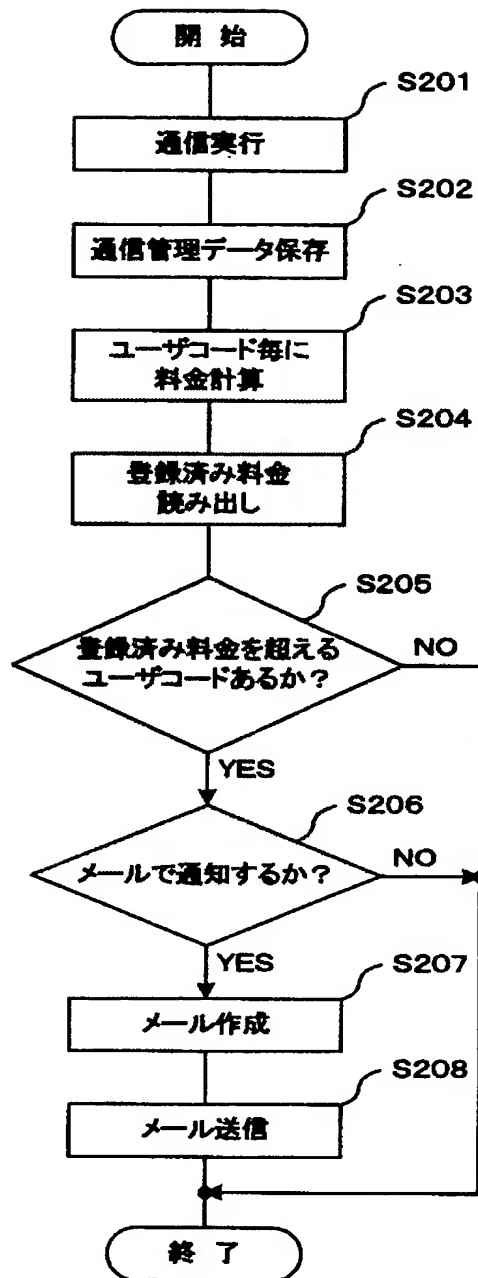 開 始
S201
通信実行
S202
通信管理データ保存
S203
ユーザコード毎に
料金計算
S204
登録済み料金
読み出し
S205
登録済み料金を超える
ユーザコードあるか?
NO
YES
S206
メールで通知するか?
NO
YES
S207
メール作成
S208
メール送信
終 了